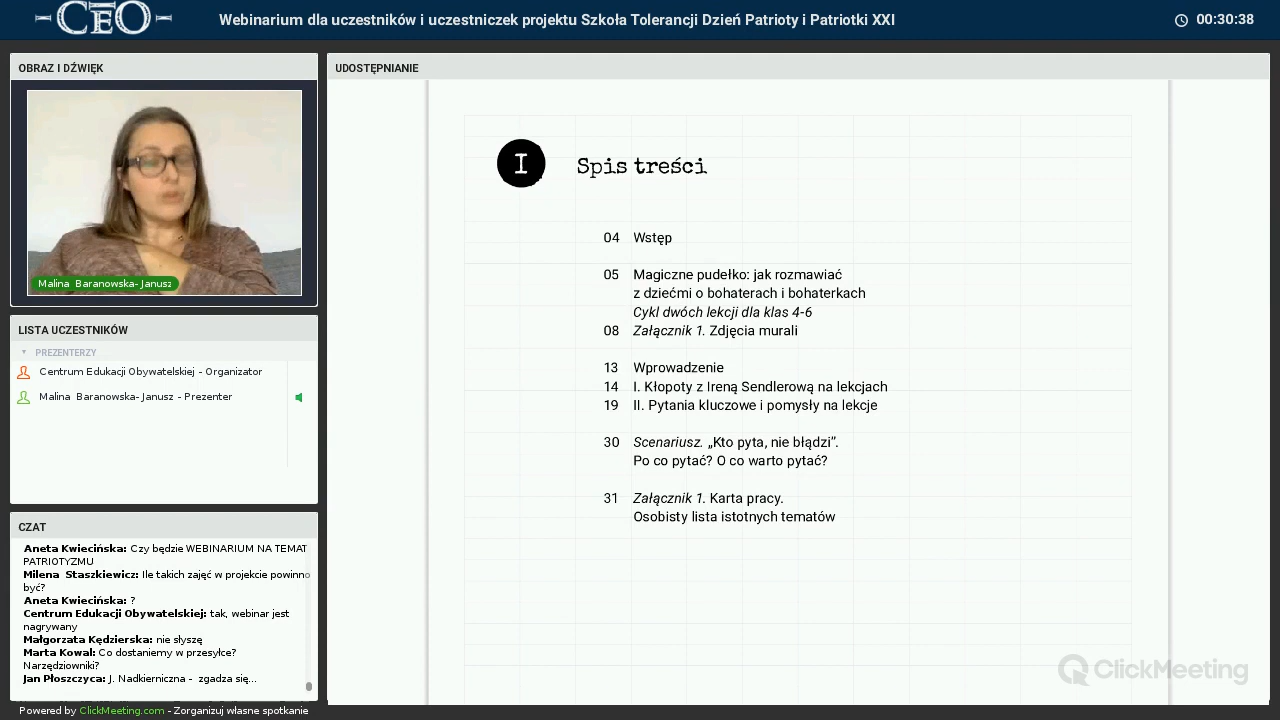 CEO
Webinarium dla uczestników i uczestniczek projektu Szkoła Tolerancji Dzień Patrioty i Patriotki XXI
00:30:38
OBRAZ I DŹWIĘK
Malina Baranowska-Janusz
LISTA UCZESTNIKÓW
PREZENTERZY
Centrum Edukacji Obywatelskiej - Organizator
Malina Baranowska-Janusz - Prezenter
CZAT
Aneta Kwiecińska: Czy będzie WEBINARIUM NA TEMAT
PATRIOTYZMU
Milena Staszkiewicz: Ile takich zajęć w projekcie powinno
być?
Aneta Kwiecińska: ?
Centrum Edukacji Obywatelskiej: tak, webinar jest
nagrywany
Małgorzata Kędzierska: nie słyszę
Marta Kowal: Co dostaniemy w przesyłce?
Narzędziowniki?
Jan Płoszczyca: J. Nadkierniczna - zgadza się...
Powered by ClickMeeting.com - Zorganizuj własne spotkanie
UDOSTĘPNIANIE
I Spis treści
04 Wstęp
05 Magiczne pudełko: jak rozmawiać
z dziećmi o bohaterach i bohaterkach
Cykl dwóch lekcji dla klas 4-6
08 Załącznik 1. Zdjęcia murali
13 Wprowadzenie
14 I. Kłopoty z Ireną Sendlerową na lekcjach
19 II. Pytania kluczowe i pomysły na lekcje
30 Scenariusz. „Kto pyta, nie błądzi”.
Po co pytać? O co warto pytać?
31 Załącznik 1. Karta pracy.
Osobisty lista istotnych tematów
ClickMeeting